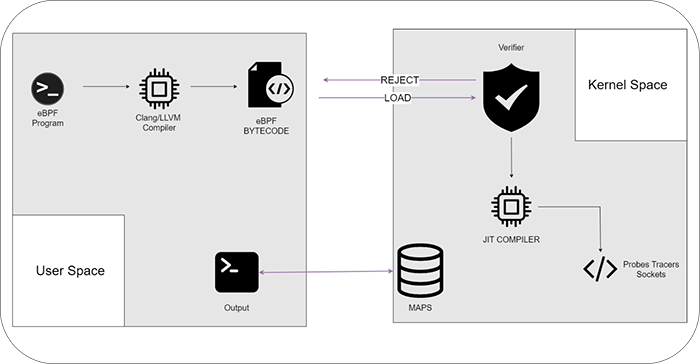 eBPF
Program
Clang/LLVM
Compiler
eBPF
BYTECODE
REJECT
LOAD
Verifier
Kernel Space
JIT COMPILER
Probes Tracers
Sockets
User Space
Output
MAPS